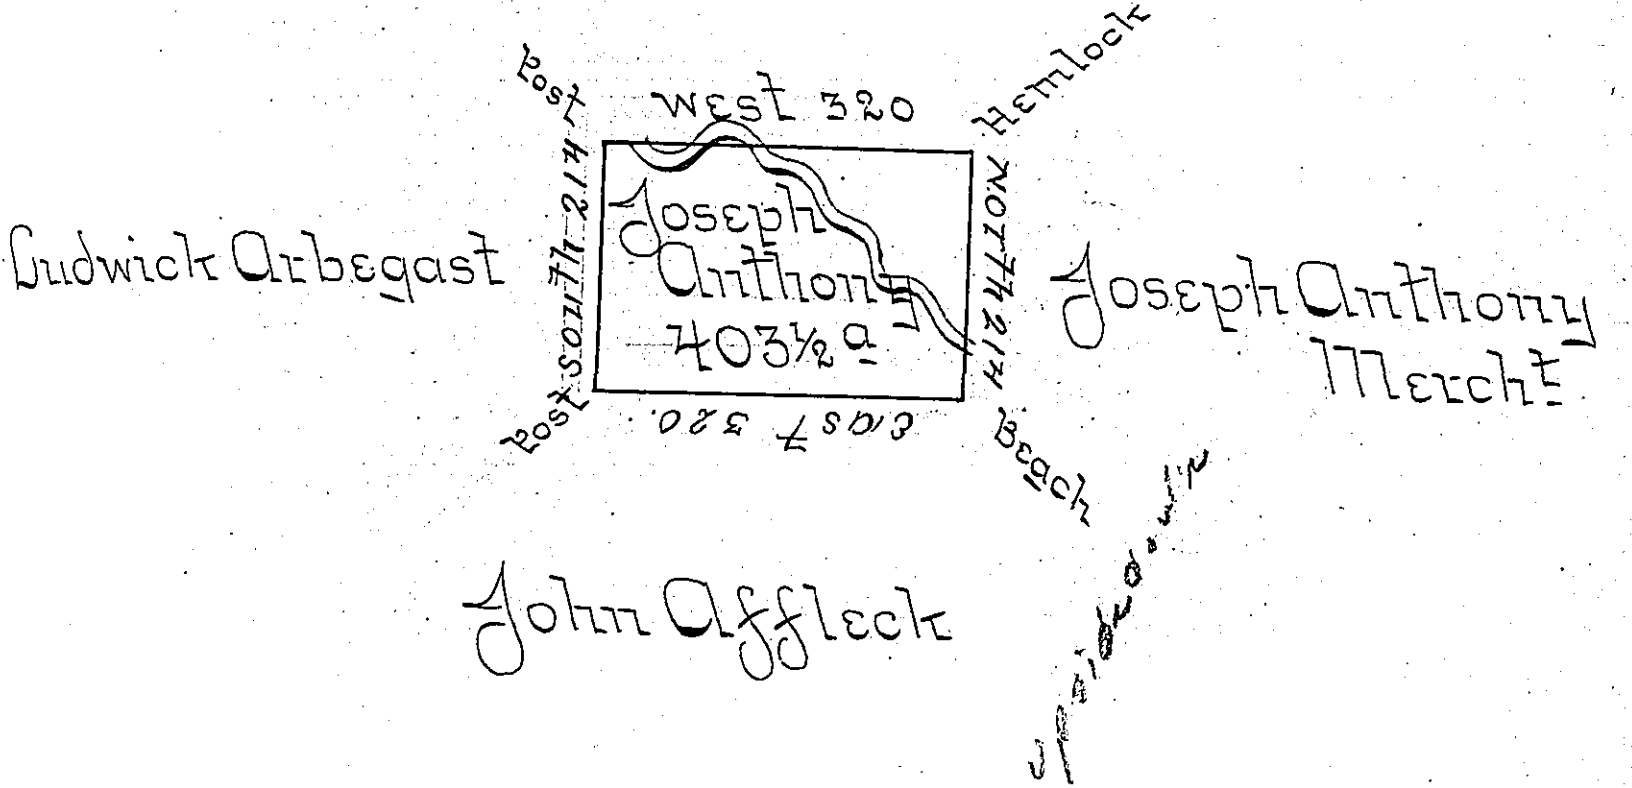 Post
West 320
Hemlock
South 214
North 214
Joseph
Anthony
403½ a
Ludwick Arbegast
Joseph Anthony
Mercht
Post
East 320.
Beach
John Affleck